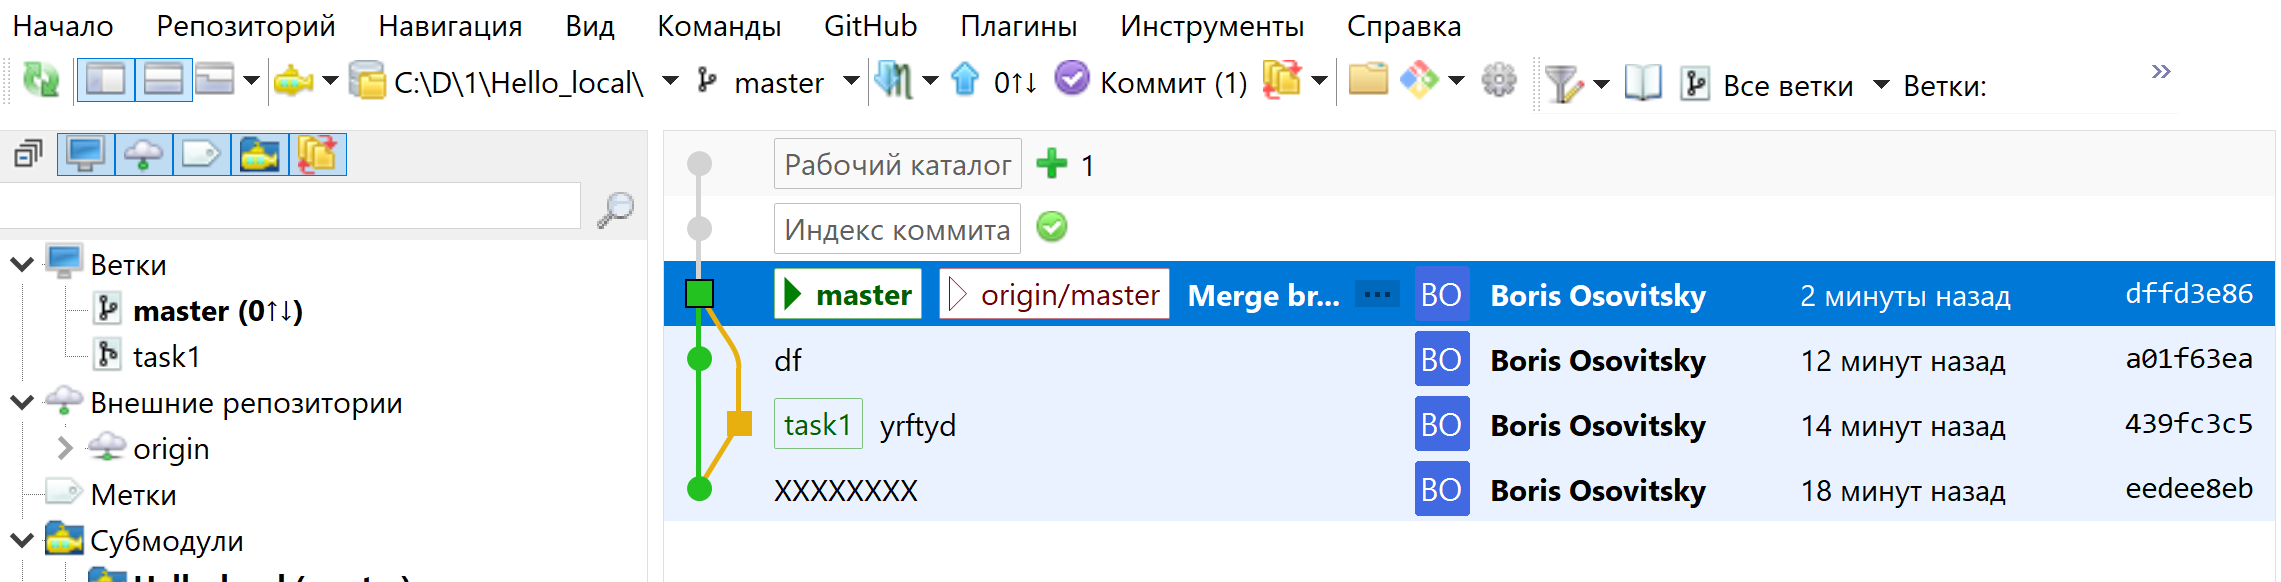 Начало Репозиторий Навигация Вид Команды GitHub Плагины Инструменты Справка
C:\D\1\Hello_local\ master 0↑↓ Коммит (1) Все ветки Ветки: »
Рабочий каталог 1
Индекс коммита
Ветки
master (0↑↓)
task1
Внешние репозитории
origin
Метки
Субмодули
master origin/master Merge br... ... BO Boris Osovitsky 2 минуты назад dffd3e86
df BO Boris Osovitsky 12 минут назад a01f63ea
task1 yrftyd BO Boris Osovitsky 14 минут назад 439fc3c5
XXXXXXXX BO Boris Osovitsky 18 минут назад eedee8eb